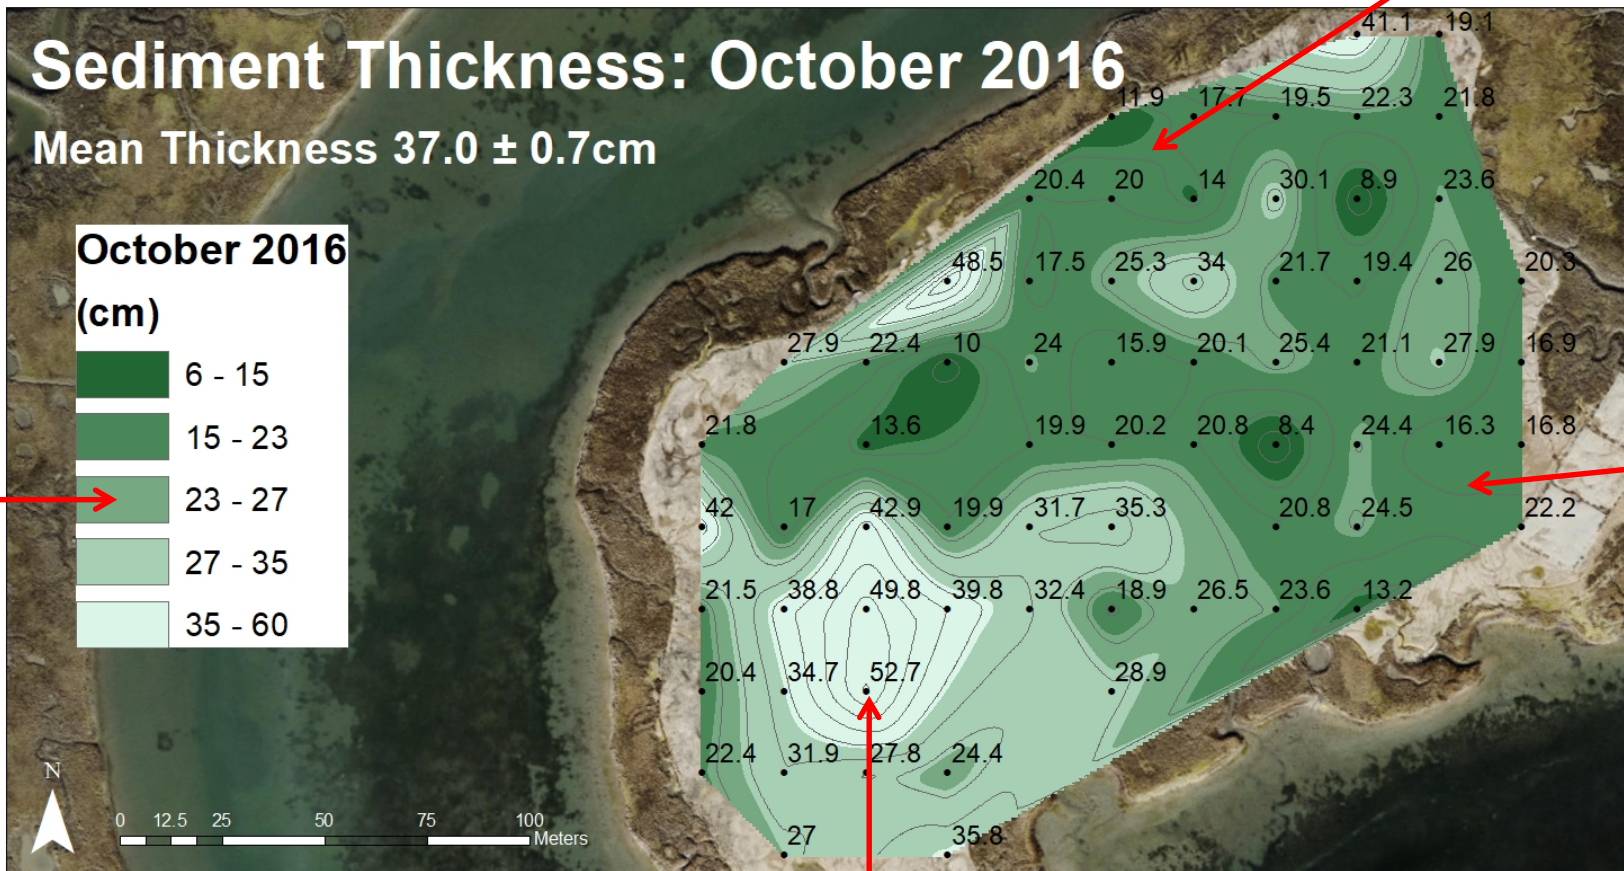 Sediment Thickness: October 2016
Mean Thickness 37.0 ± 0.7cm
October 2016
(cm)
6 - 15
15 - 23
23 - 27
27 - 35
35 - 60
N
0 12.5 25 50 75 100
Meters
41.1 19.1
11.9 17.7 19.5 22.3 21.8
20.4 20 14 30.1 8.9 23.6
48.5 17.5 25.3 34 21.7 19.4 26 20.3
27.9 22.4 10 24 15.9 20.1 25.4 21.1 27.9 16.9
21.8 13.6 19.9 20.2 20.8 8.4 24.4 16.3 16.8
42 17 42.9 19.9 31.7 35.3 20.8 24.5 22.2
21.5 38.8 49.8 39.8 32.4 18.9 26.5 23.6 13.2
20.4 34.7 52.7 28.9
22.4 31.9 27.8 24.4
27 35.8